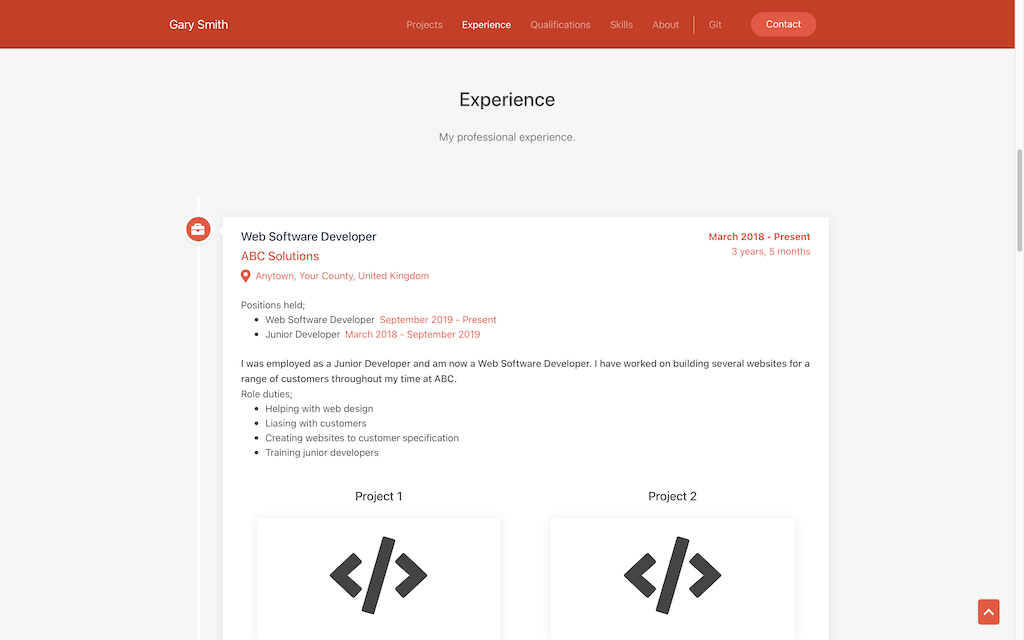 Gary Smith
Projects
Experience
Qualifications
Skills
About
Git
Contact
Experience
My professional experience.
Web Software Developer
March 2018 - Present
ABC Solutions
3 years, 5 months
Anytown, Your County, United Kingdom
Positions held;
Web Software Developer September 2019 - Present
Junior Developer March 2018 - September 2019
I was employed as a Junior Developer and am now a Web Software Developer. I have worked on building several websites for a
range of customers throughout my time at ABC.
Role duties;
Helping with web design
Liasing with customers
Creating websites to customer specification
Training junior developers
Project 1
Project 2